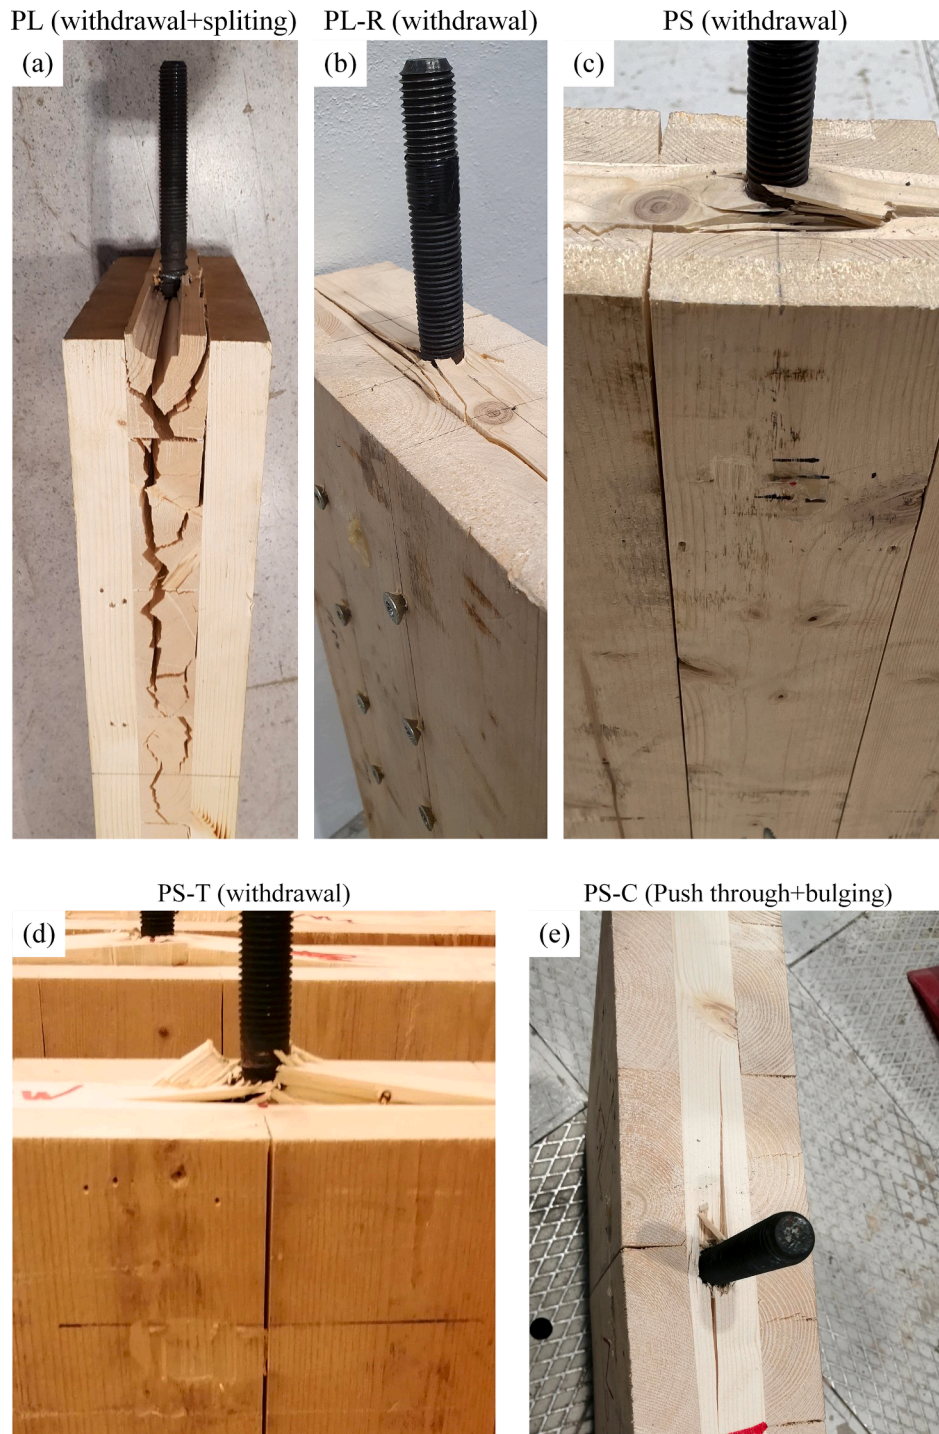 PL (withdrawal+spliting)
PL-R (withdrawal)
PS (withdrawal)
(a)
(b)
(c)
PS-T (withdrawal)
PS-C (Push through+bulging)
(d)
(e)